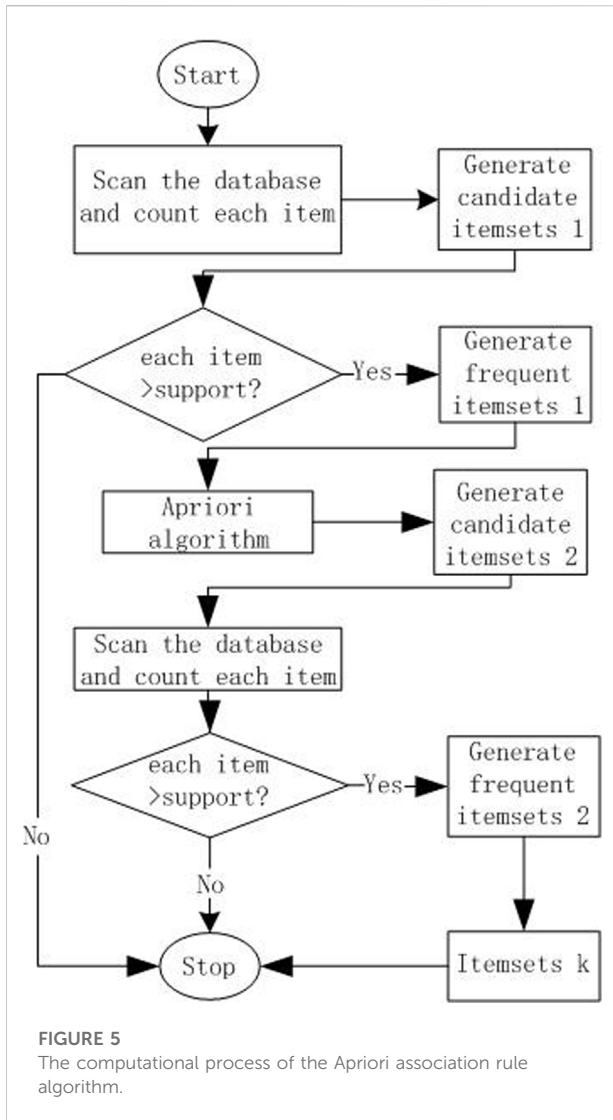 Start
Scan the database
and count each item
Generate
candidate
itemsets 1
each item
>support?
Yes
Generate
frequent
itemsets 1
Apriori
algorithm
Generate
candidate
itemsets 2
Scan the database
and count each item
each item
>support?
Yes
Generate
frequent
itemsets 2
No
No
Stop
Itemsets k
FIGURE 5
The computational process of the Apriori association rule
algorithm.